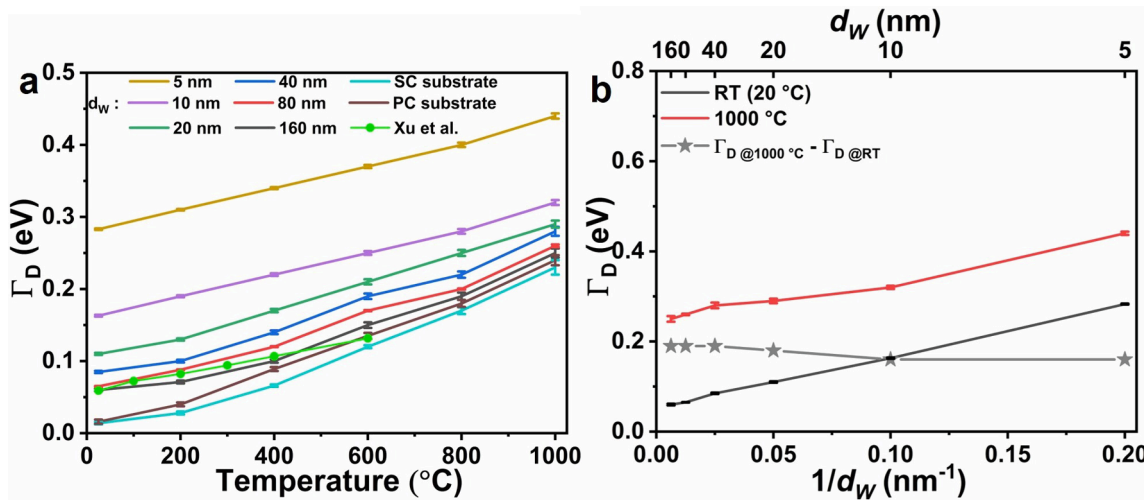 a
d_W :
5 nm
40 nm
SC substrate
10 nm
80 nm
PC substrate
20 nm
160 nm
Xu et al.
0.5
0.4
0.3
0.2
0.1
0.0
Γ_D (eV)
0
200
400
600
800
1000
Temperature (°C)
d_W (nm)
160
40
20
10
5
b
RT (20 °C)
1000 °C
Γ_D @1000 °C - Γ_D @RT
0.8
0.6
0.4
0.2
0.0
Γ_D (eV)
0.00
0.05
0.10
0.15
0.20
1/d_W (nm⁻¹)